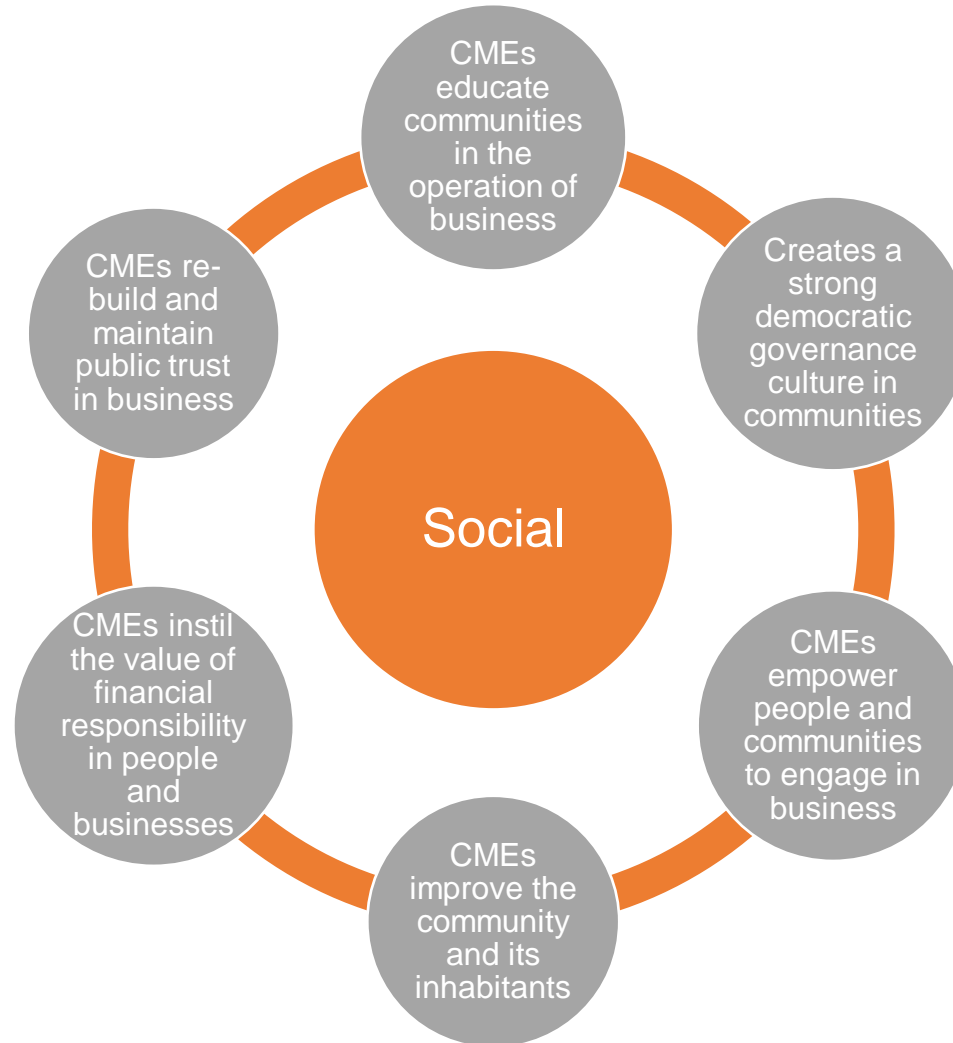 CMEs
educate
communities
in the
operation of
business
Creates a
strong
democratic
governance
culture in
communities
CMEs
empower
people and
communities
to engage in
business
CMEs
improve the
community
and its
inhabitants
CMEs instil
the value of
financial
responsibility
in people
and
businesses
CMEs re-
build and
maintain
public trust
in business
Social